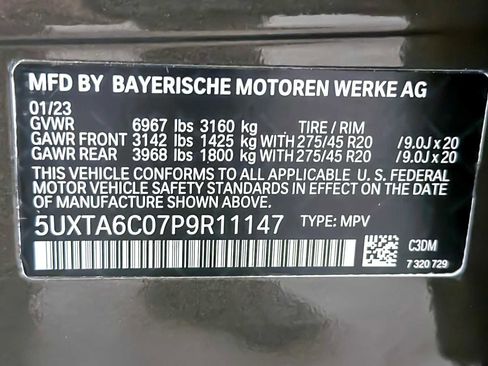 MFD BY BAYERISCHE MOTOREN WERKE AG
01/23
GVWR 6967 lbs 3160 kg TIRE / RIM
GAWR FRONT 3142 lbs 1425 kg WITH 275/45 R20 /9.0J x 20
GAWR REAR 3968 lbs 1800 kg WITH 275/45 R20 /9.0J x 20
THIS VEHICLE CONFORMS TO ALL APPLICABLE U.S. FEDERAL
MOTOR VEHICLE SAFETY STANDARDS IN EFFECT ON THE DATE
OF MANUFACTURE SHOWN ABOVE.
5UXTA6C07P9R11147 TYPE: MPV
C3DM
7 320 729